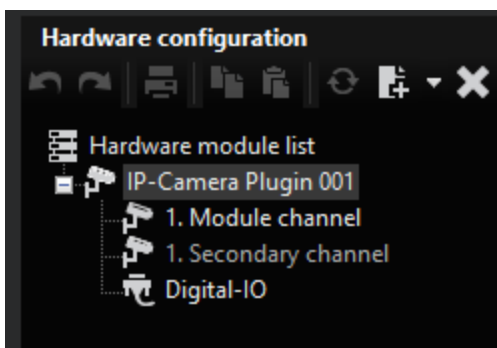 Hardware configuration
Hardware module list
IP-Camera Plugin 001
1. Module channel
1. Secondary channel
Digital-IO